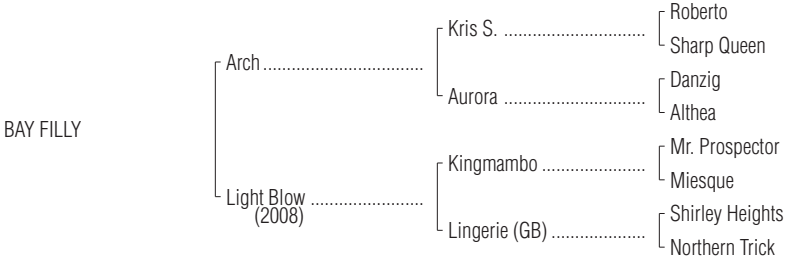 Roberto
Kris S. ..............................
Sharp Queen
Arch..................................
Danzig
Aurora ..............................
Althea
BAY FILLY
Mr. Prospector
Kingmambo ......................
Miesque
Light Blow ........................
(2008)
Shirley Heights
Lingerie (GB) ....................
Northern Trick